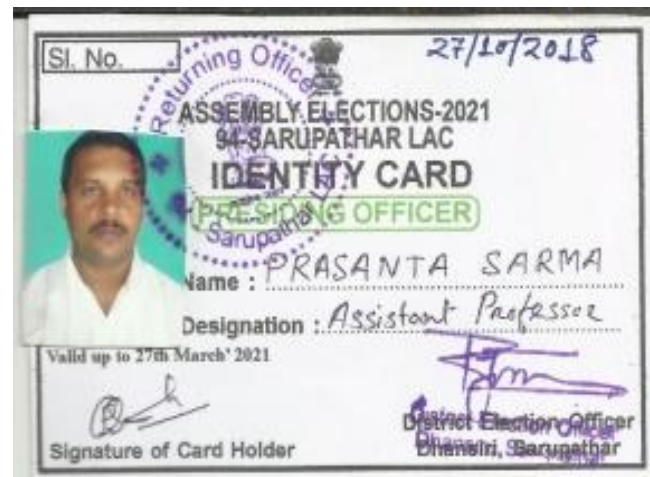 Sl. No.
27/10/2018
Returning Officer
ASSEMBLY ELECTIONS-2021
94-SARUPATHAR LAC
IDENTITY CARD
(PRESIDING OFFICER)
Sarupathar
Name : PRASANTA SARMA
Designation : Assistant Professor
Valid up to 27th March' 2021
District Election Officer
Signature of Card Holder
Dhansiri, Sarupathar